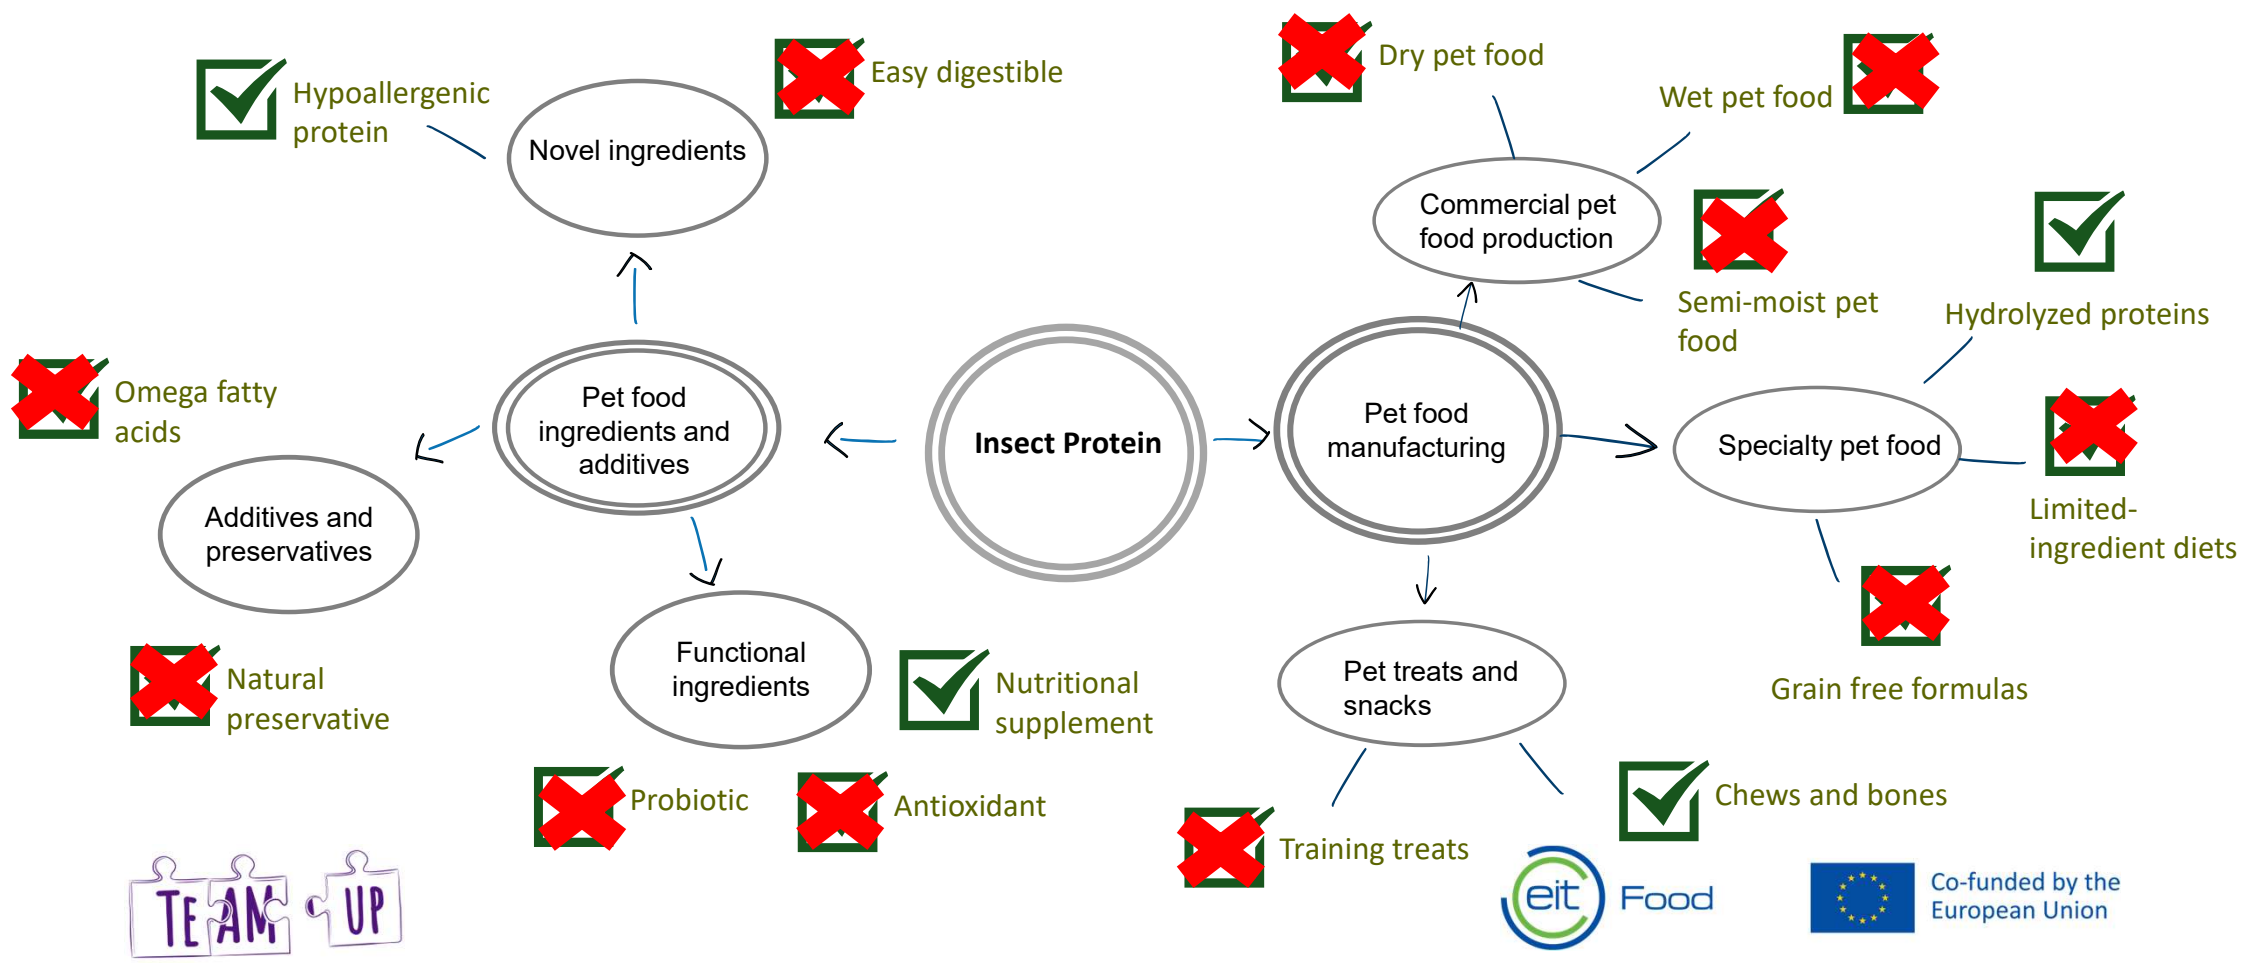 Hypoallergenic
protein
Novel ingredients
Easy digestible
Omega fatty
acids
Pet food
ingredients and
additives
Additives and
preservatives
Natural
preservative
Functional
ingredients
Nutritional
supplement
Probiotic
Antioxidant
Insect Protein
Dry pet food
Wet pet food
Commercial pet
food production
Semi-moist pet
food
Hydrolyzed proteins
Pet food
manufacturing
Specialty pet food
Limited-
ingredient diets
Grain free formulas
Pet treats and
snacks
Training treats
Chews and bones
TEAM UP
eit Food
Co-funded by the
European Union